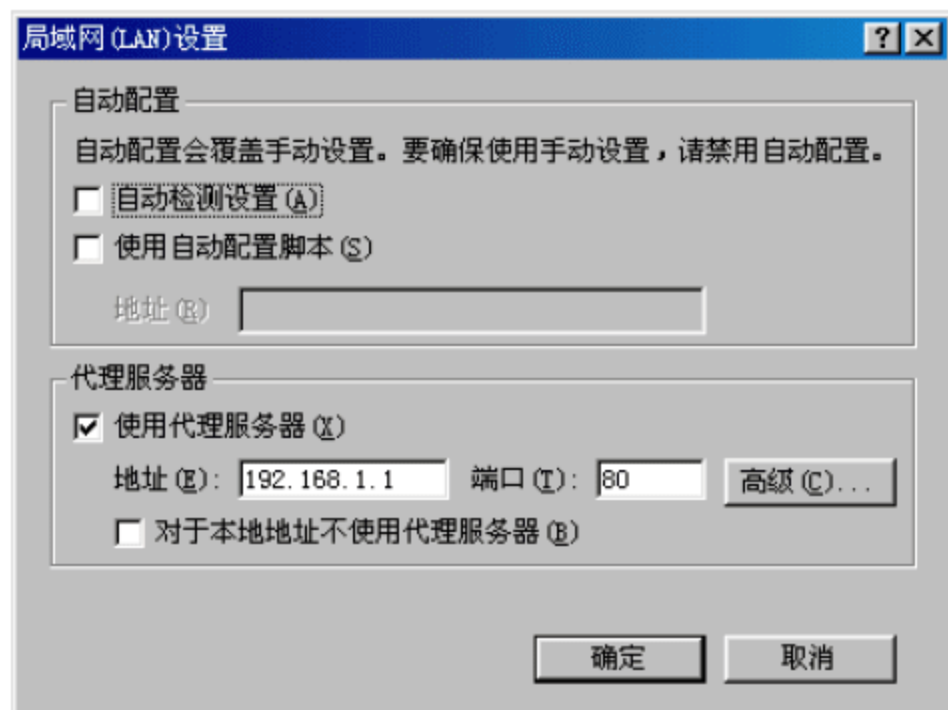 局域网(LAN)设置
自动配置
自动配置会覆盖手动设置。要确保使用手动设置，请禁用自动配置。
自动检测设置(A)
使用自动配置脚本(S)
地址(R)
代理服务器
使用代理服务器(X)
地址(E): 192.168.1.1 端口(T): 80 高级(C)...
对于本地地址不使用代理服务器(B)
确定 取消